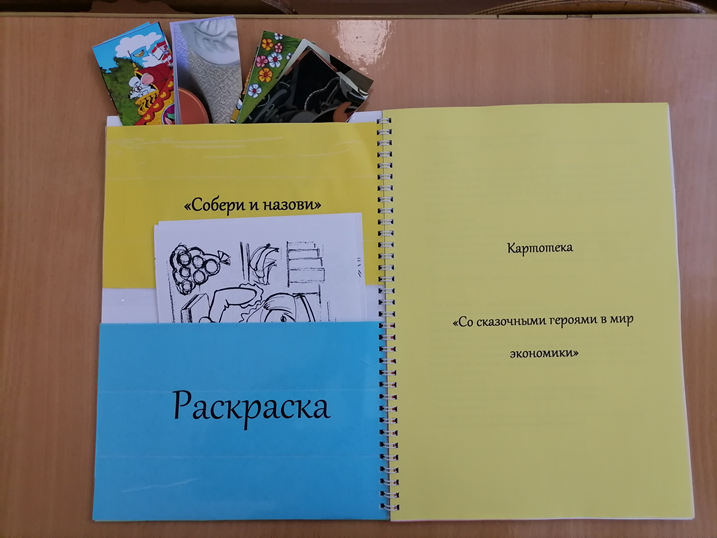 «Собери и назови»
Раскраска
Картотека
«Со сказочными героями в мир
экономики»